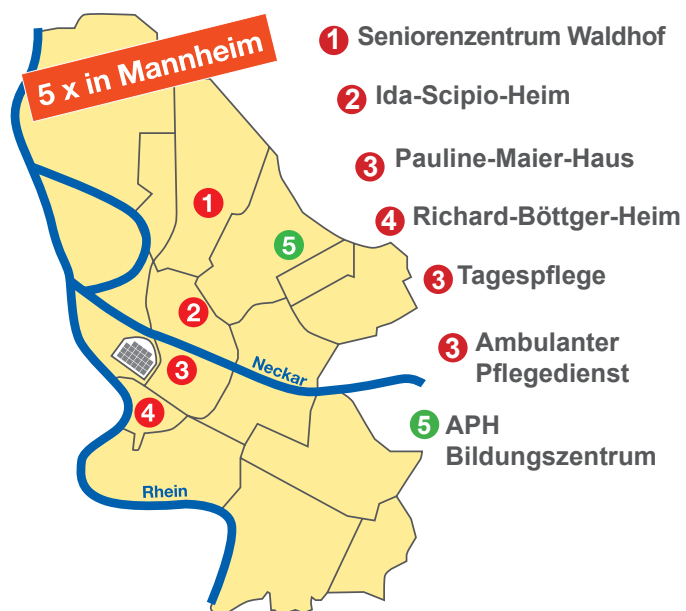 5 x in Mannheim
1 Seniorenzentrum Waldhof
2 Ida-Scipio-Heim
3 Pauline-Maier-Haus
4 Richard-Böttger-Heim
3 Tagespflege
3 Ambulanter
Pflegedienst
5 APH
Bildungszentrum
1
5
2
3
Neckar
4
Rhein